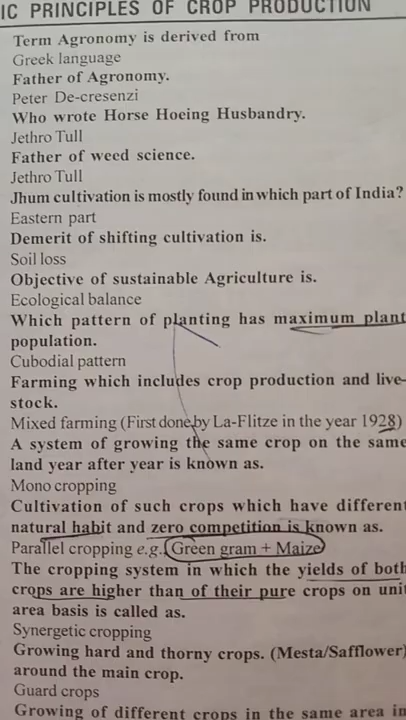 IC PRINCIPLES OF CROP PRODUCTION
Term Agronomy is derived from
Greek language
Father of Agronomy.
Peter De-cresenzi
Who wrote Horse Hoeing Husbandry.
Jethro Tull
Father of weed science.
Jethro Tull
Jhum cultivation is mostly found in which part of India?
Eastern part
Demerit of shifting cultivation is.
Soil loss
Objective of sustainable Agriculture is.
Ecological balance
Which pattern of planting has maximum plant
population.
Cubodial pattern
Farming which includes crop production and live-
stock.
Mixed farming (First done by La-Flitze in the year 1928)
A system of growing the same crop on the same
land year after year is known as.
Mono cropping
Cultivation of such crops which have different
natural habit and zero competition is known as.
Parallel cropping e.g. Green gram + Maize
The cropping system in which the yields of both
crops are higher than of their pure crops on unit
area basis is called as.
Synergetic cropping
Growing hard and thorny crops. (Mesta/Safflower)
around the main crop.
Guard crops
Growing of different crops in the same area in